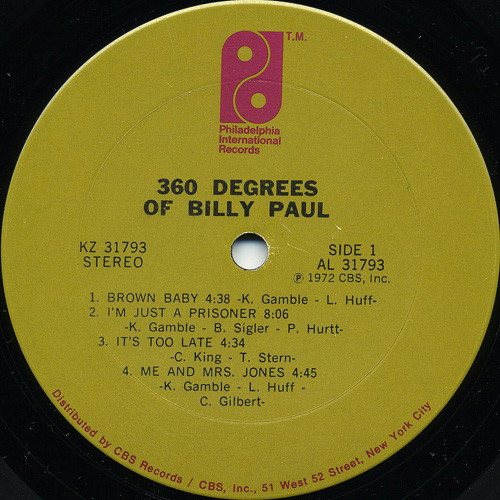 T.M.
Philadelphia
International
Records
360 DEGREES
OF BILLY PAUL
KZ 31793
STEREO
SIDE 1
AL 31793
℗ 1972 CBS, Inc.
1. BROWN BABY 4:38 -K. Gamble - L. Huff-
2. I'M JUST A PRISONER 8:06
-K. Gamble - B. Sigler - P. Hurtt-
3. IT'S TOO LATE 4:34
-C. King - T. Stern-
4. ME AND MRS. JONES 4:45
-K. Gamble - L. Huff -
C. Gilbert-
Distributed by CBS Records / CBS, Inc., 51 West 52 Street, New York City